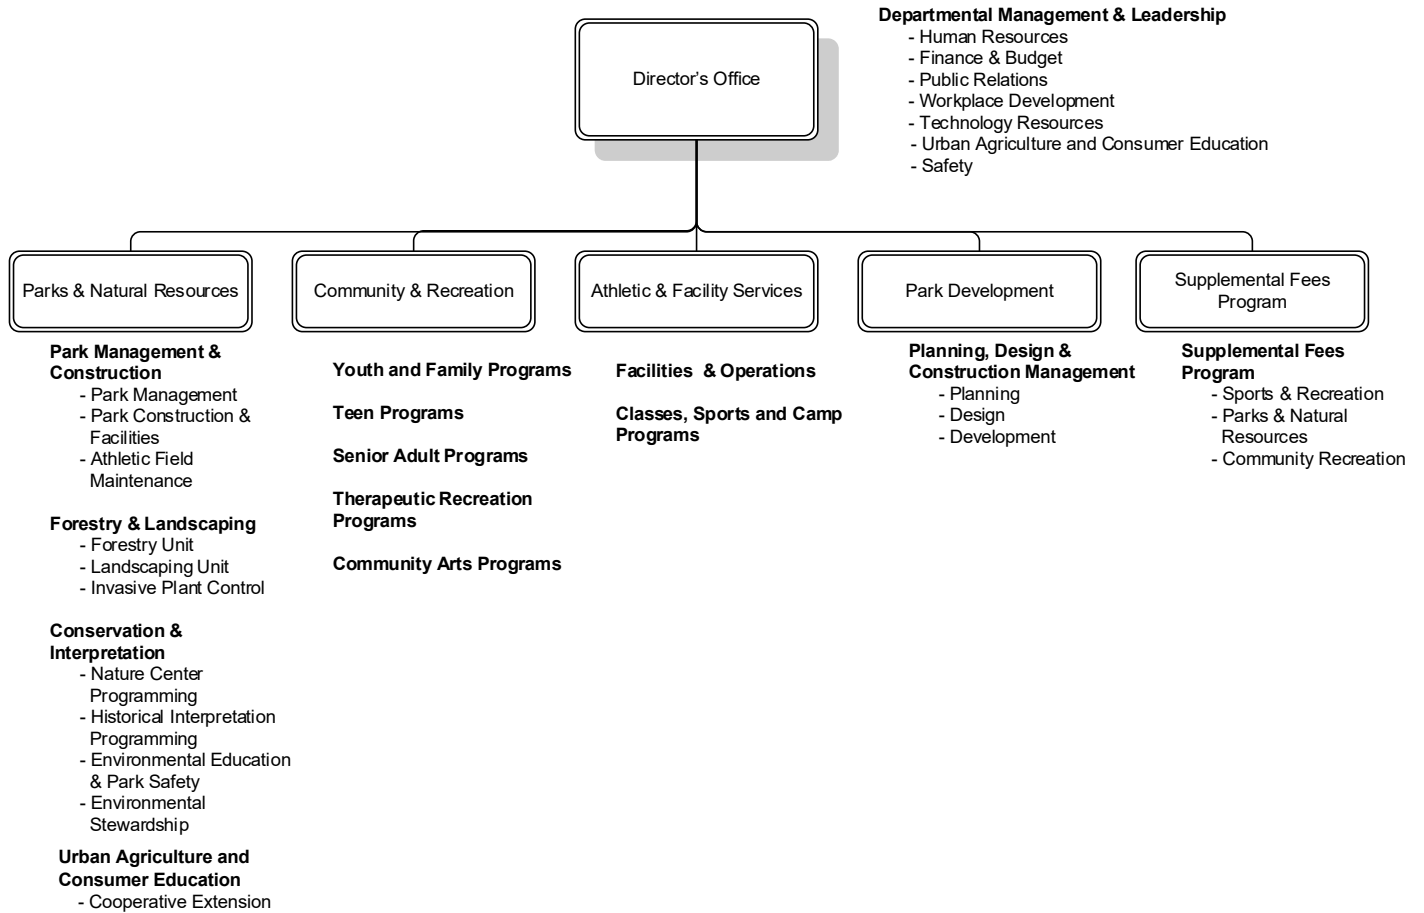 Departmental Management & Leadership
- Human Resources
- Finance & Budget
- Public Relations
- Workplace Development
- Technology Resources
- Urban Agriculture and Consumer Education
- Safety
Director's Office
Parks & Natural Resources
Park Management &
Construction
- Park Management
- Park Construction &
Facilities
- Athletic Field
Maintenance
Forestry & Landscaping
- Forestry Unit
- Landscaping Unit
- Invasive Plant Control
Conservation &
Interpretation
- Nature Center
Programming
- Historical Interpretation
Programming
- Environmental Education
& Park Safety
- Environmental
Stewardship
Urban Agriculture and
Consumer Education
- Cooperative Extension
Community & Recreation
Youth and Family Programs
Teen Programs
Senior Adult Programs
Therapeutic Recreation
Programs
Community Arts Programs
Athletic & Facility Services
Facilities & Operations
Classes, Sports and Camp
Programs
Park Development
Planning, Design &
Construction Management
- Planning
- Design
- Development
Supplemental Fees
Program
Supplemental Fees
Program
- Sports & Recreation
- Parks & Natural
Resources
- Community Recreation